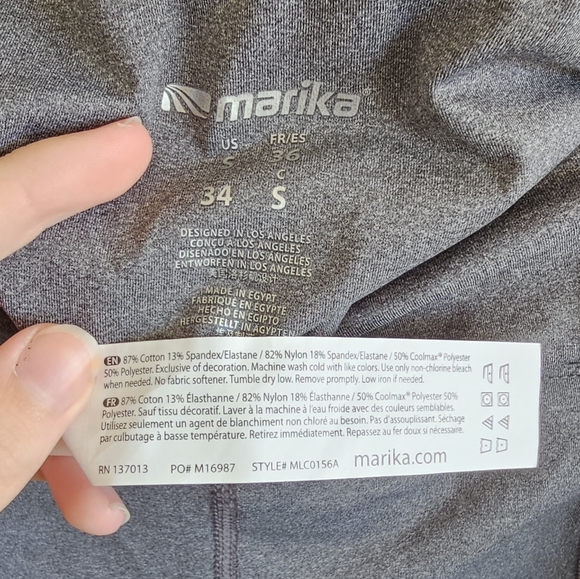 marika
US FR/ES
S 36
C
34 S
DESIGNED IN LOS ANGELES
CONÇU À LOS ANGELES
DISEÑADO EN LOS ANGELES
ENTWORFEN IN LOS ANGELES
MADE IN EGYPT
FABRIQUÉ EN ÉGYPTE
HECHO EN EGIPTO
HERGESTELLT IN ÄGYPTEN
EN 87% Cotton 13% Spandex/Elastane / 82% Nylon 18% Spandex/Elastane / 50% Coolmax® Polyester
50% Polyester. Exclusive of decoration. Machine wash cold with like colors. Use only non-chlorine bleach
when needed. No fabric softener. Tumble dry low. Remove promptly. Low iron if needed.
FR 87% Coton 13% Élasthanne / 82% Nylon 18% Élasthanne / 50% Coolmax® Polyester 50%
Polyester. Sauf tissu décoratif. Laver à la machine à l'eau froide avec des couleurs semblables.
Utilisez seulement un agent de blanchiment non chloré au besoin. Pas d'assouplissant. Séchage
par culbutage à basse température. Retirez immédiatement. Repassez au fer doux si nécessaire.
RN 137013 PO# M16987 STYLE# MLC0156A marika.com